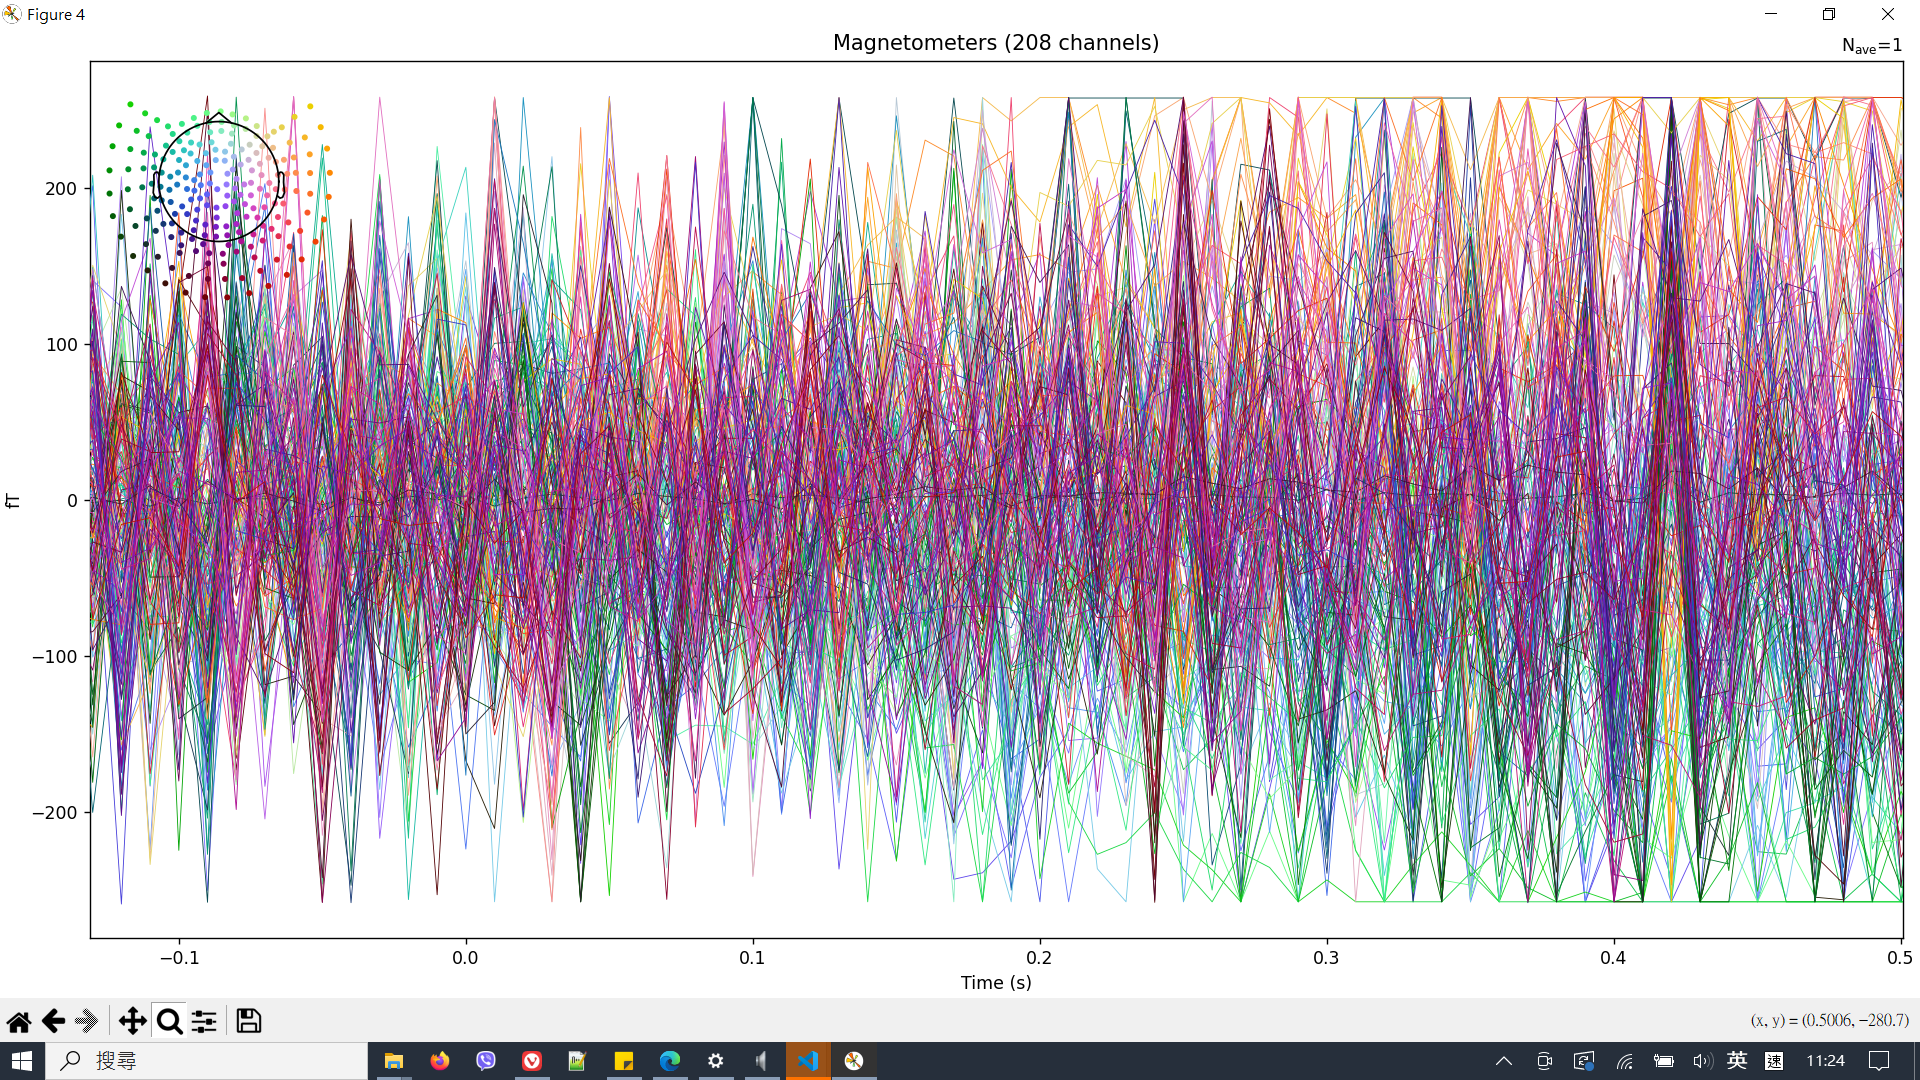 Figure 4
Magnetometers (208 channels)
Nave=1
200
100
0
−100
−200
fT
−0.1
0.0
0.1
0.2
0.3
0.4
0.5
Time (s)
(x, y) = (0.5006, −280.7)
搜尋
英
速
11:24